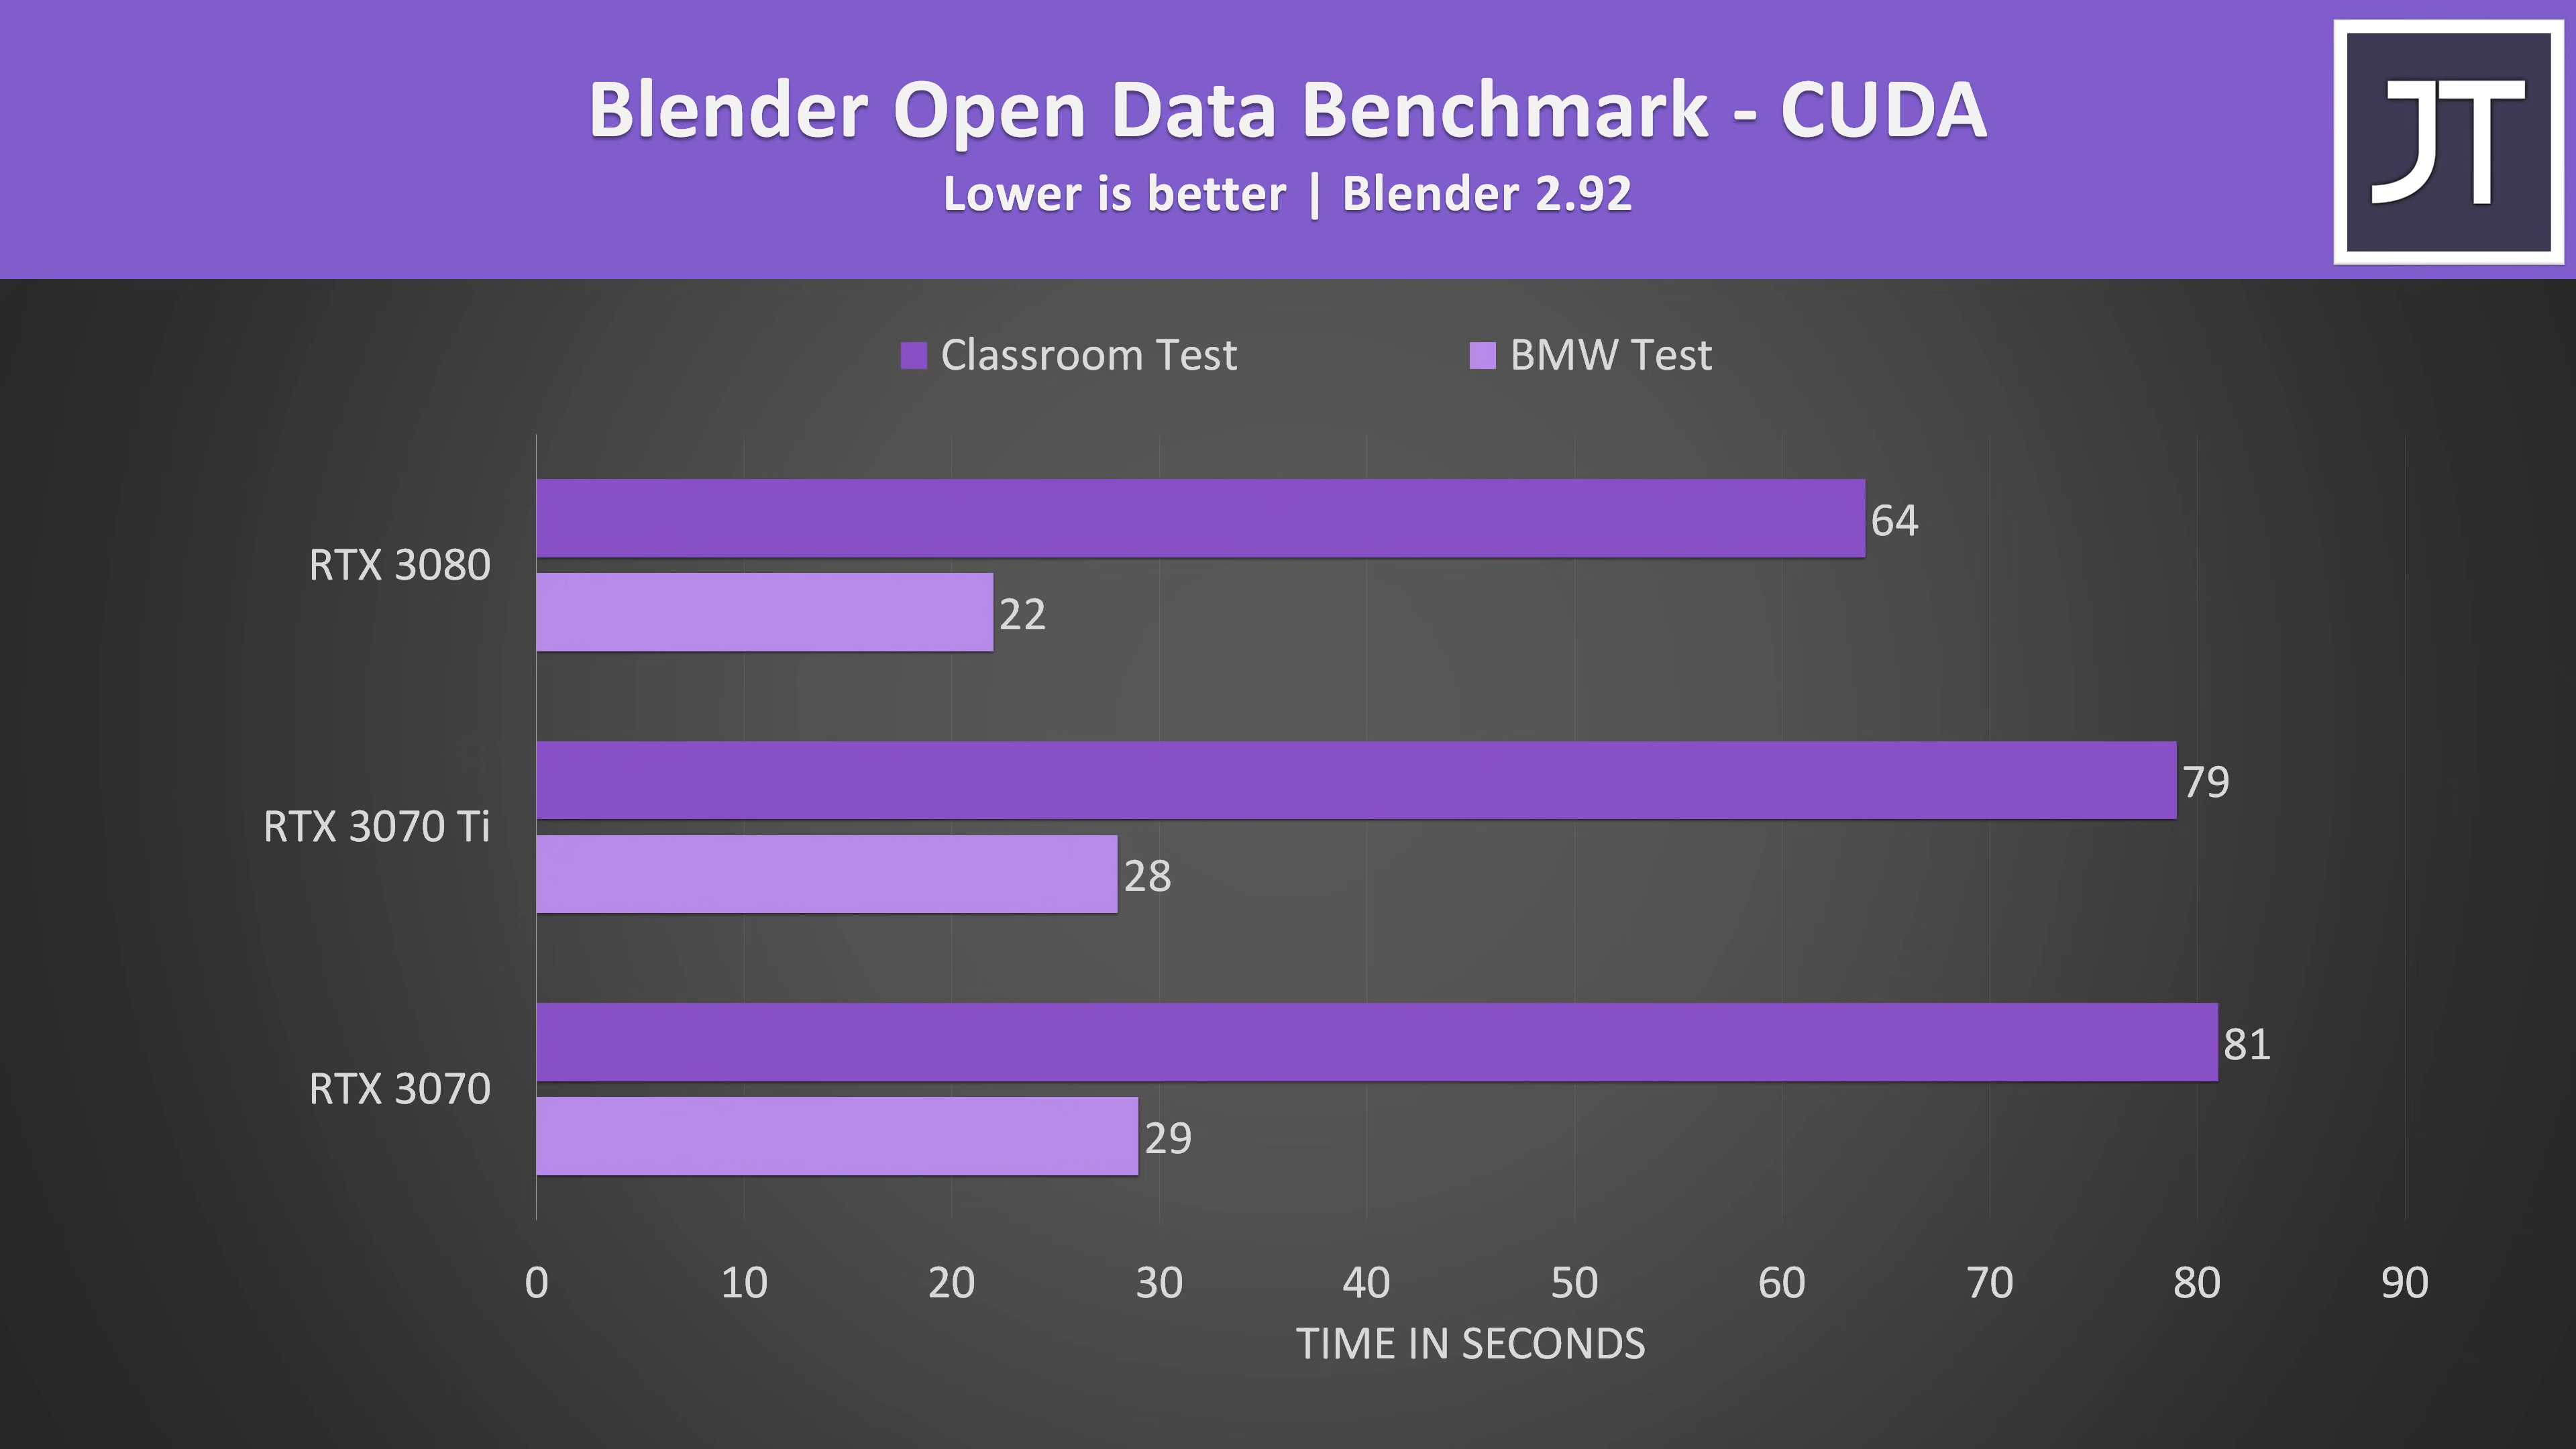 Blender Open Data Benchmark - CUDA
Lower is better | Blender 2.92
JT
Classroom Test
BMW Test
RTX 3080
64
22
RTX 3070 Ti
79
28
RTX 3070
81
29
0 10 20 30 40 50 60 70 80 90
TIME IN SECONDS